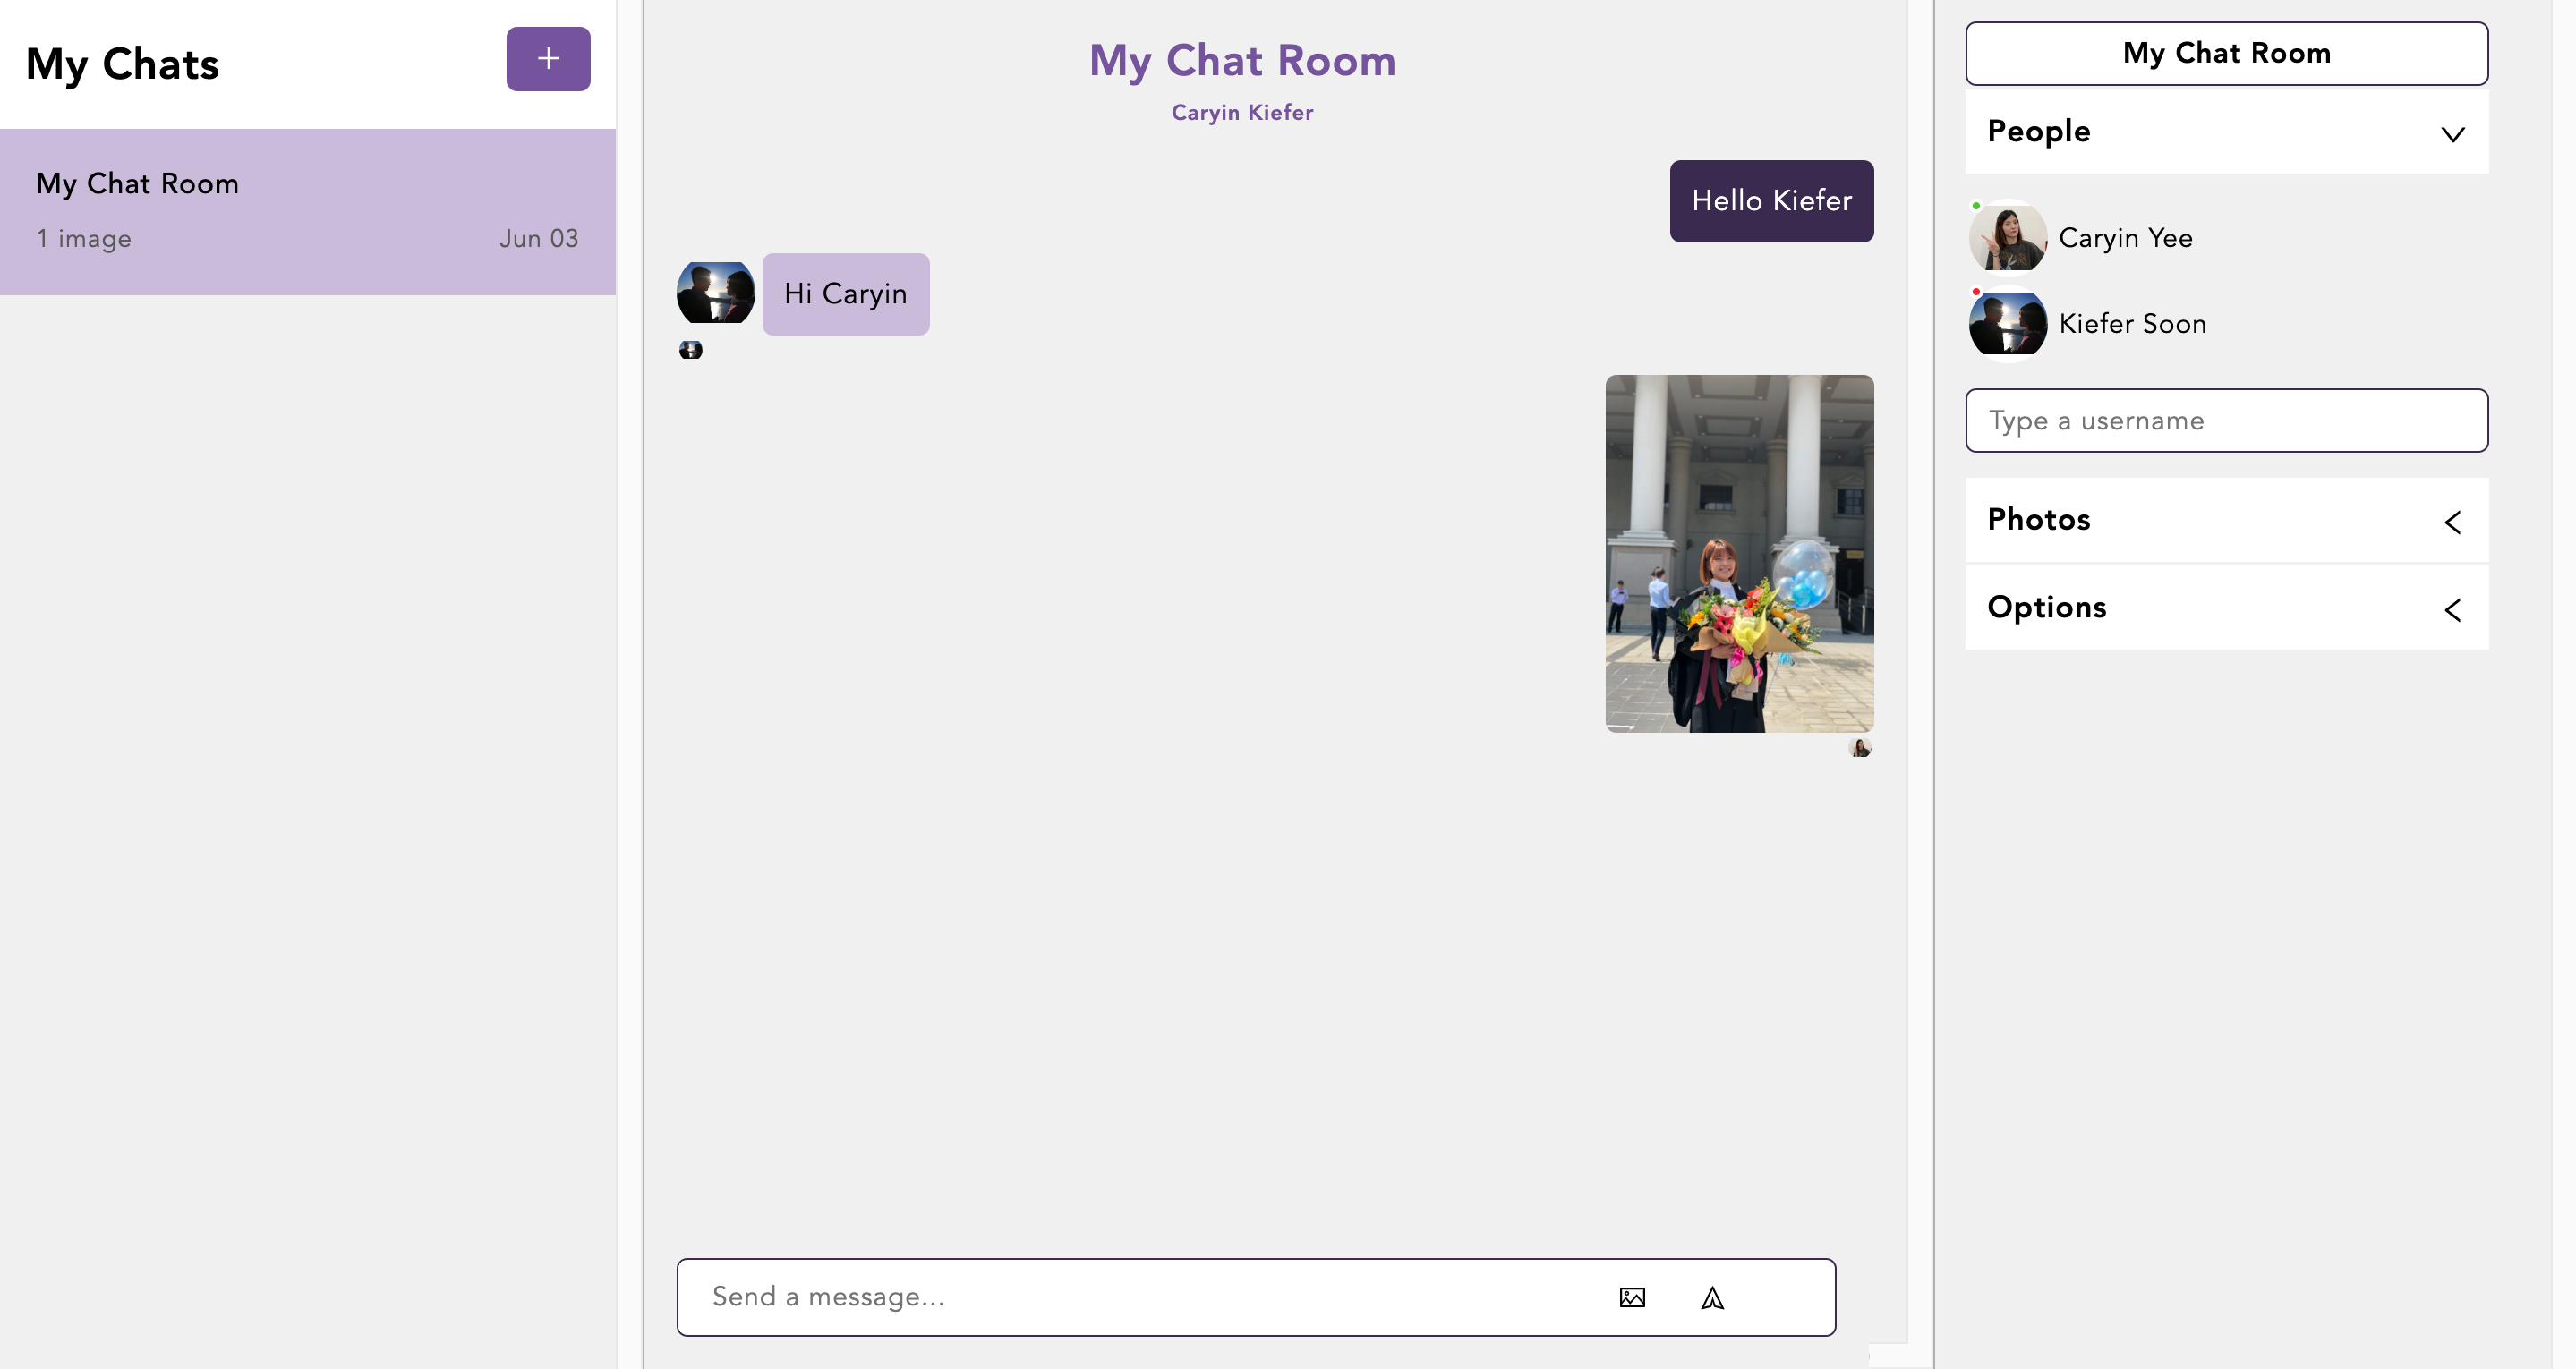 My Chats
+
My Chat Room
1 image
Jun 03
My Chat Room
Caryin Kiefer
Hello Kiefer
Hi Caryin
Send a message...
My Chat Room
People
Caryin Yee
Kiefer Soon
Type a username
Photos
Options